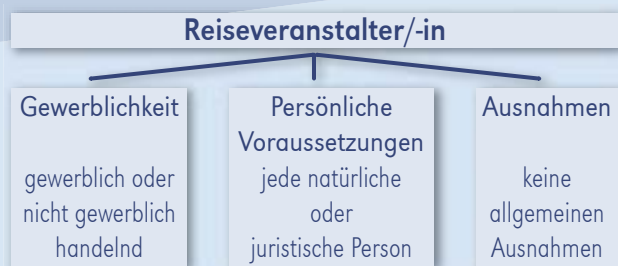 Reiseveranstalter/-in
Gewerblichkeit
gewerblich oder
nicht gewerblich
handelnd
Persönliche
Voraussetzungen
jede natürliche
oder
juristische Person
Ausnahmen
keine
allgemeinen
Ausnahmen